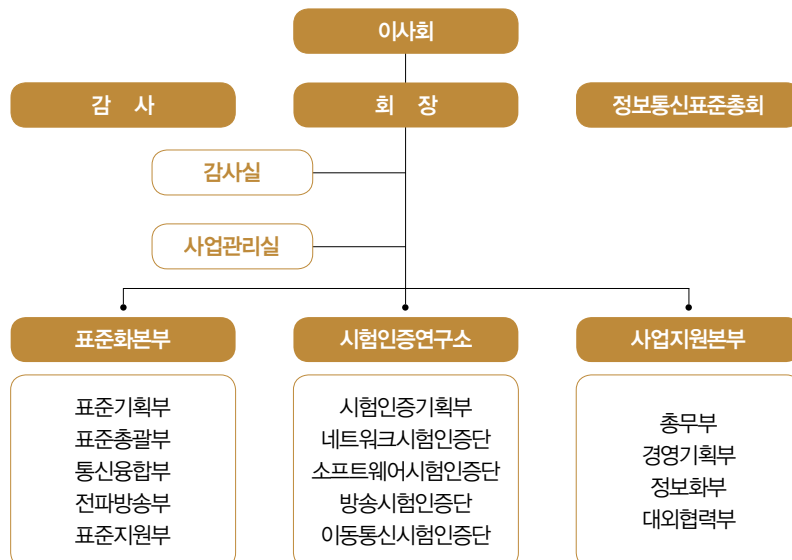 이사회
감 사
회 장
정보통신표준총회
감사실
사업관리실
표준화본부
시험인증연구소
사업지원본부
표준기획부
표준총괄부
통신융합부
전파방송부
표준지원부
시험인증기획부
네트워크시험인증단
소프트웨어시험인증단
방송시험인증단
이동통신시험인증단
총무부
경영기획부
정보화부
대외협력부